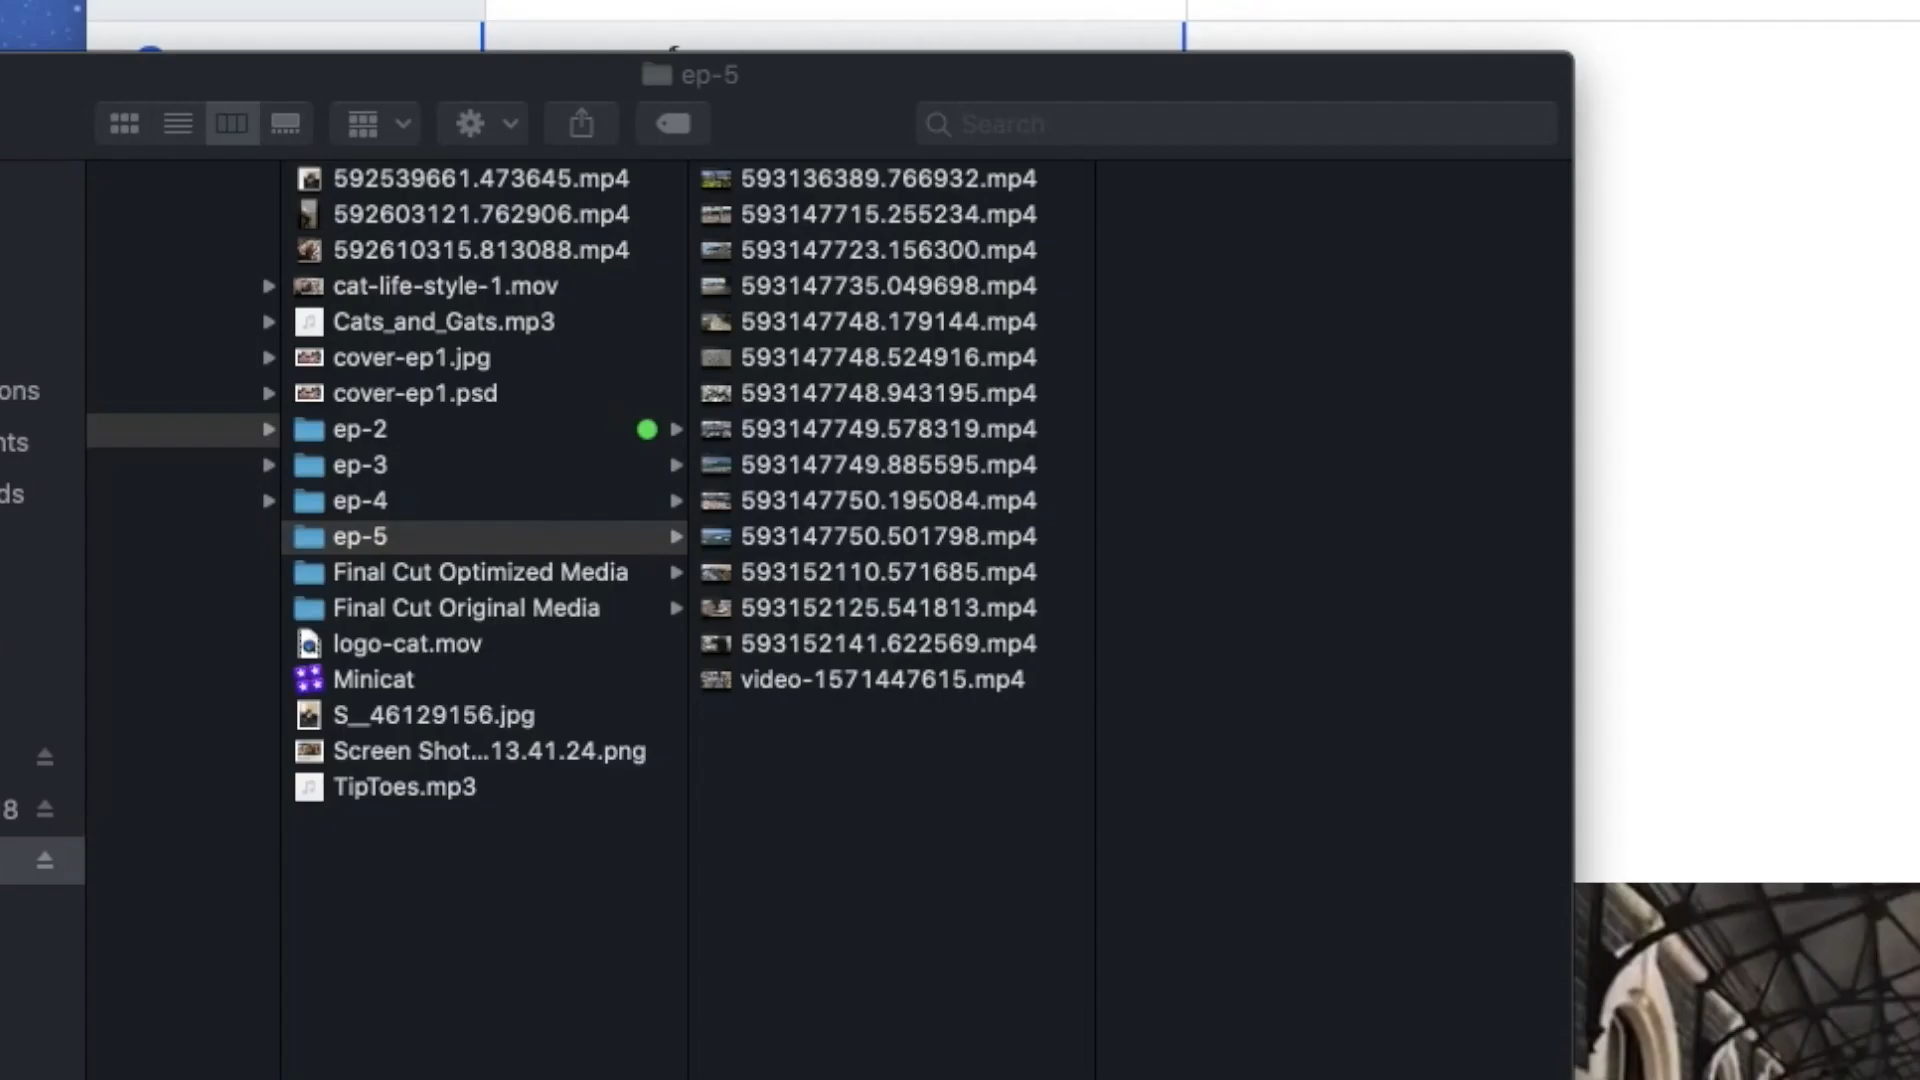 ep-5
Search
ons
nts
ds
8
592539661.473645.mp4
592603121.762906.mp4
592610315.813088.mp4
cat-life-style-1.mov
Cats_and_Gats.mp3
cover-ep1.jpg
cover-ep1.psd
ep-2
ep-3
ep-4
ep-5
Final Cut Optimized Media
Final Cut Original Media
logo-cat.mov
Minicat
S__46129156.jpg
Screen Shot...13.41.24.png
TipToes.mp3
593136389.766932.mp4
593147715.255234.mp4
593147723.156300.mp4
593147735.049698.mp4
593147748.179144.mp4
593147748.524916.mp4
593147748.943195.mp4
593147749.578319.mp4
593147749.885595.mp4
593147750.195084.mp4
593147750.501798.mp4
593152110.571685.mp4
593152125.541813.mp4
593152141.622569.mp4
video-1571447615.mp4